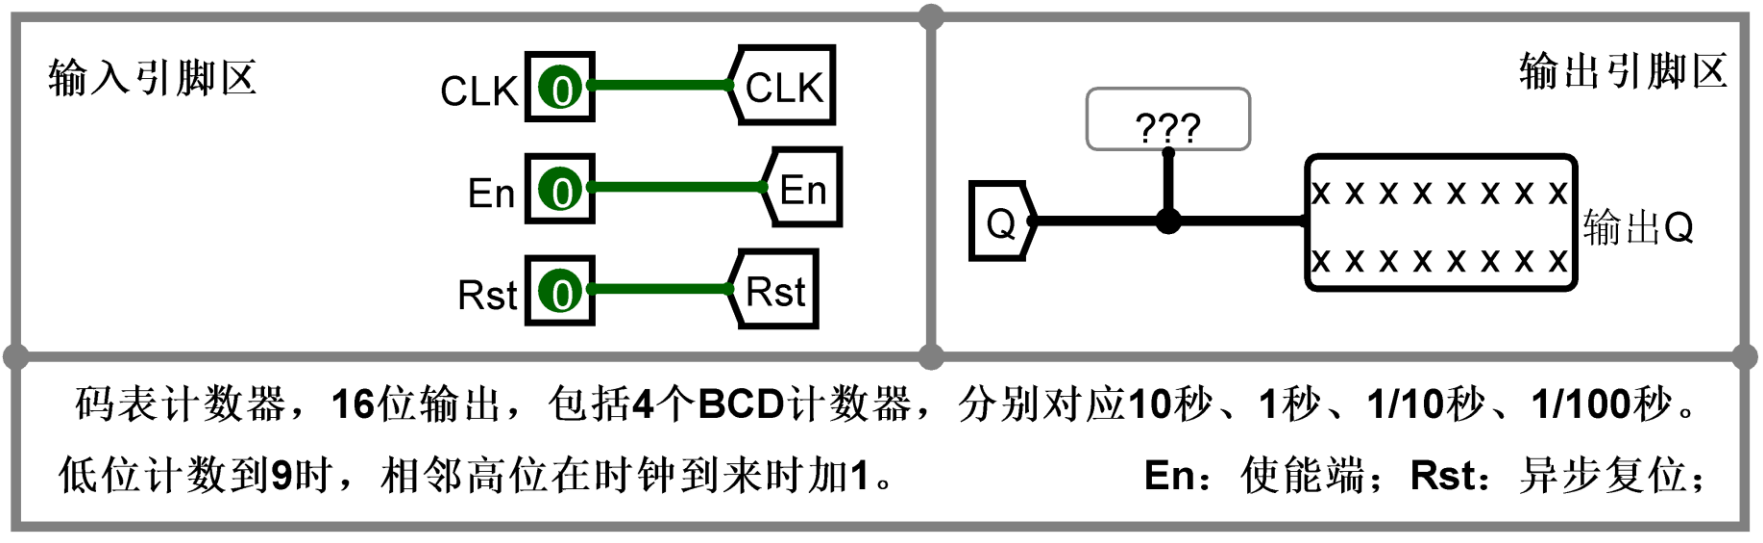 输入引脚区
CLK 0 CLK
En 0 En
Rst 0 Rst
输出引脚区
???
Q
x x x x x x x x
x x x x x x x x
输出Q
码表计数器，16位输出，包括4个BCD计数器，分别对应10秒、1秒、1/10秒、1/100秒。
低位计数到9时，相邻高位在时钟到来时加1。 En：使能端；Rst：异步复位；